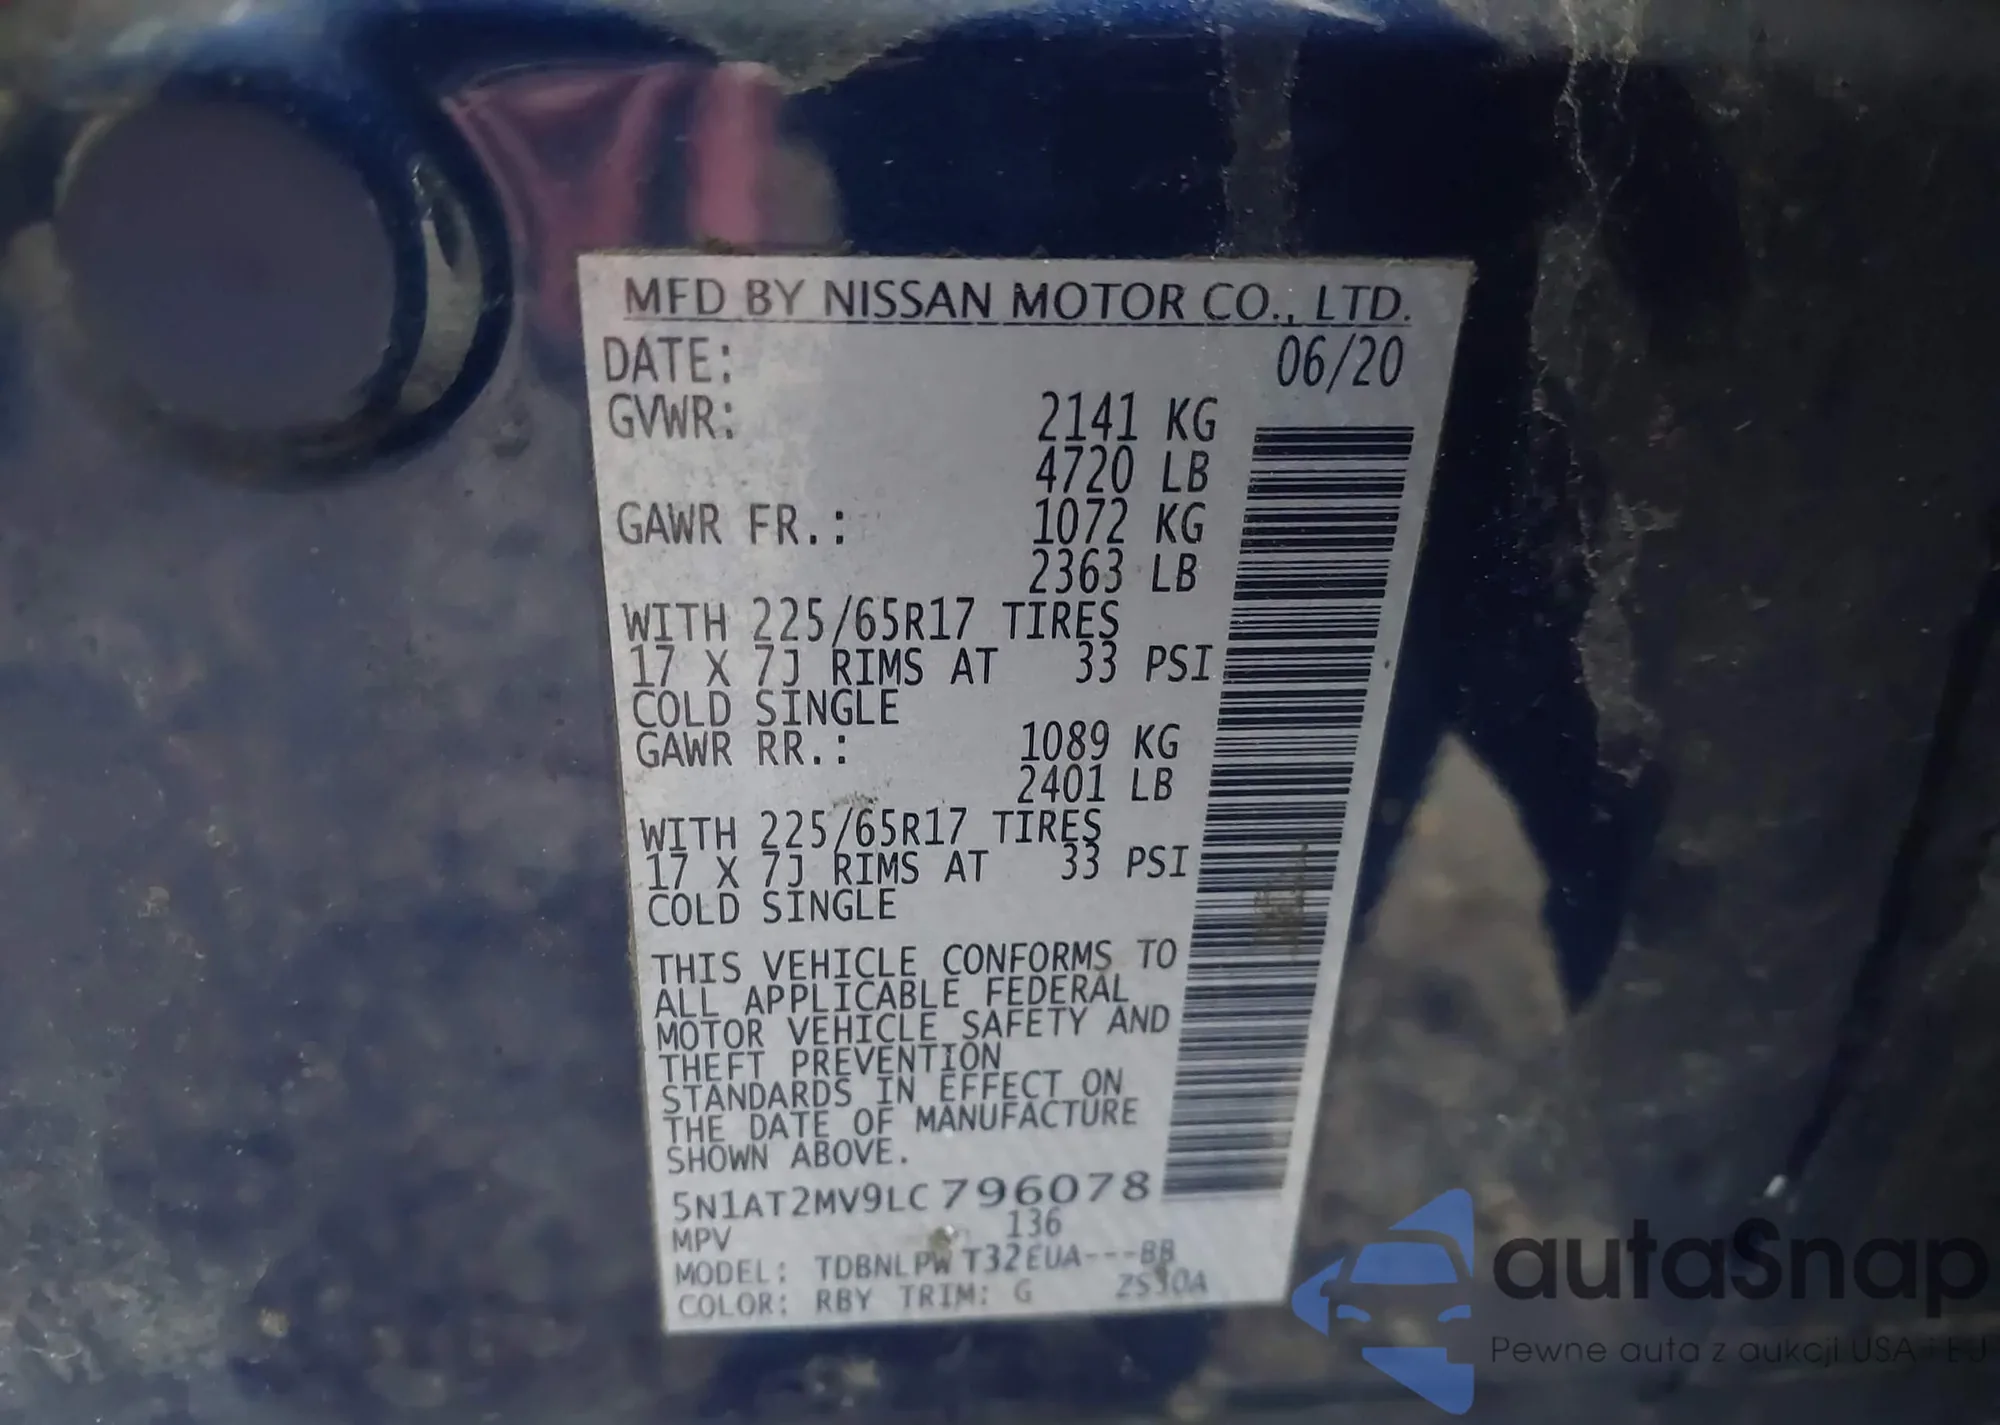 MFD BY NISSAN MOTOR CO., LTD.
DATE: 06/20
GVWR: 2141 KG
4720 LB
GAWR FR.: 1072 KG
2363 LB
WITH 225/65R17 TIRES
17 X 7J RIMS AT 33 PSI
COLD SINGLE
GAWR RR.: 1089 KG
2401 LB
WITH 225/65R17 TIRES
17 X 7J RIMS AT 33 PSI
COLD SINGLE
THIS VEHICLE CONFORMS TO
ALL APPLICABLE FEDERAL
MOTOR VEHICLE SAFETY AND
THEFT PREVENTION
STANDARDS IN EFFECT ON
THE DATE OF MANUFACTURE
SHOWN ABOVE.
5N1AT2MV9LC796078
MPV 136
MODEL: TDBNLPW T32EUA---BB
COLOR: RBY TRIM: G
autaSnap
Pewne auta z aukcji USA i EU